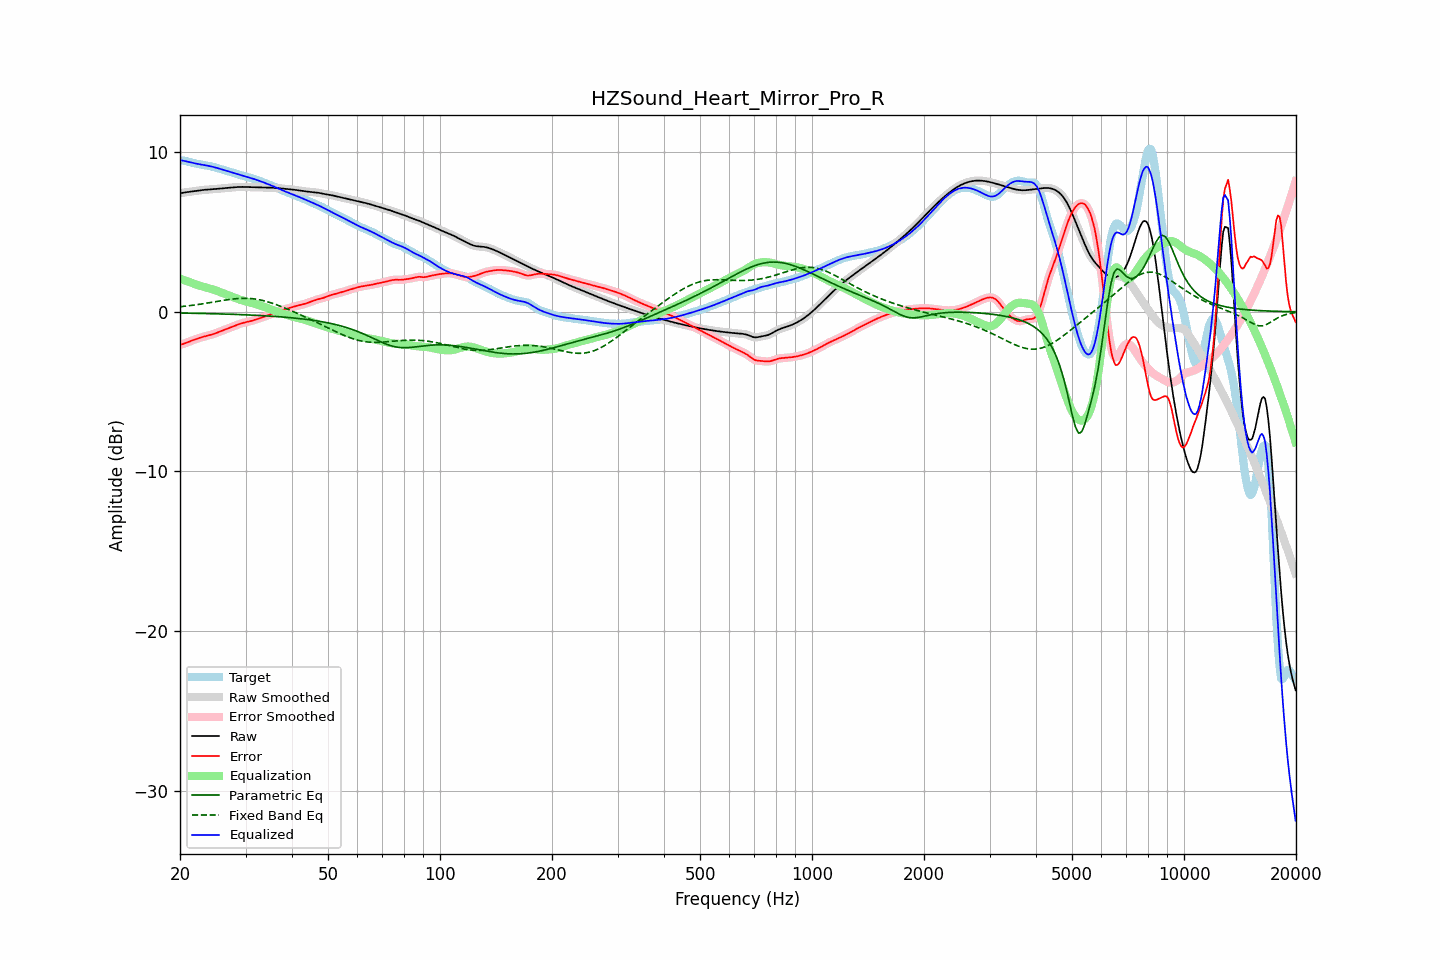 HZSound_Heart_Mirror_Pro_R
10
0
−10
−20
−30
Amplitude (dBr)
Target
Raw Smoothed
Error Smoothed
Raw
Error
Equalization
Parametric Eq
Fixed Band Eq
Equalized
20 50 100 200 500 1000 2000 5000 10000 20000
Frequency (Hz)